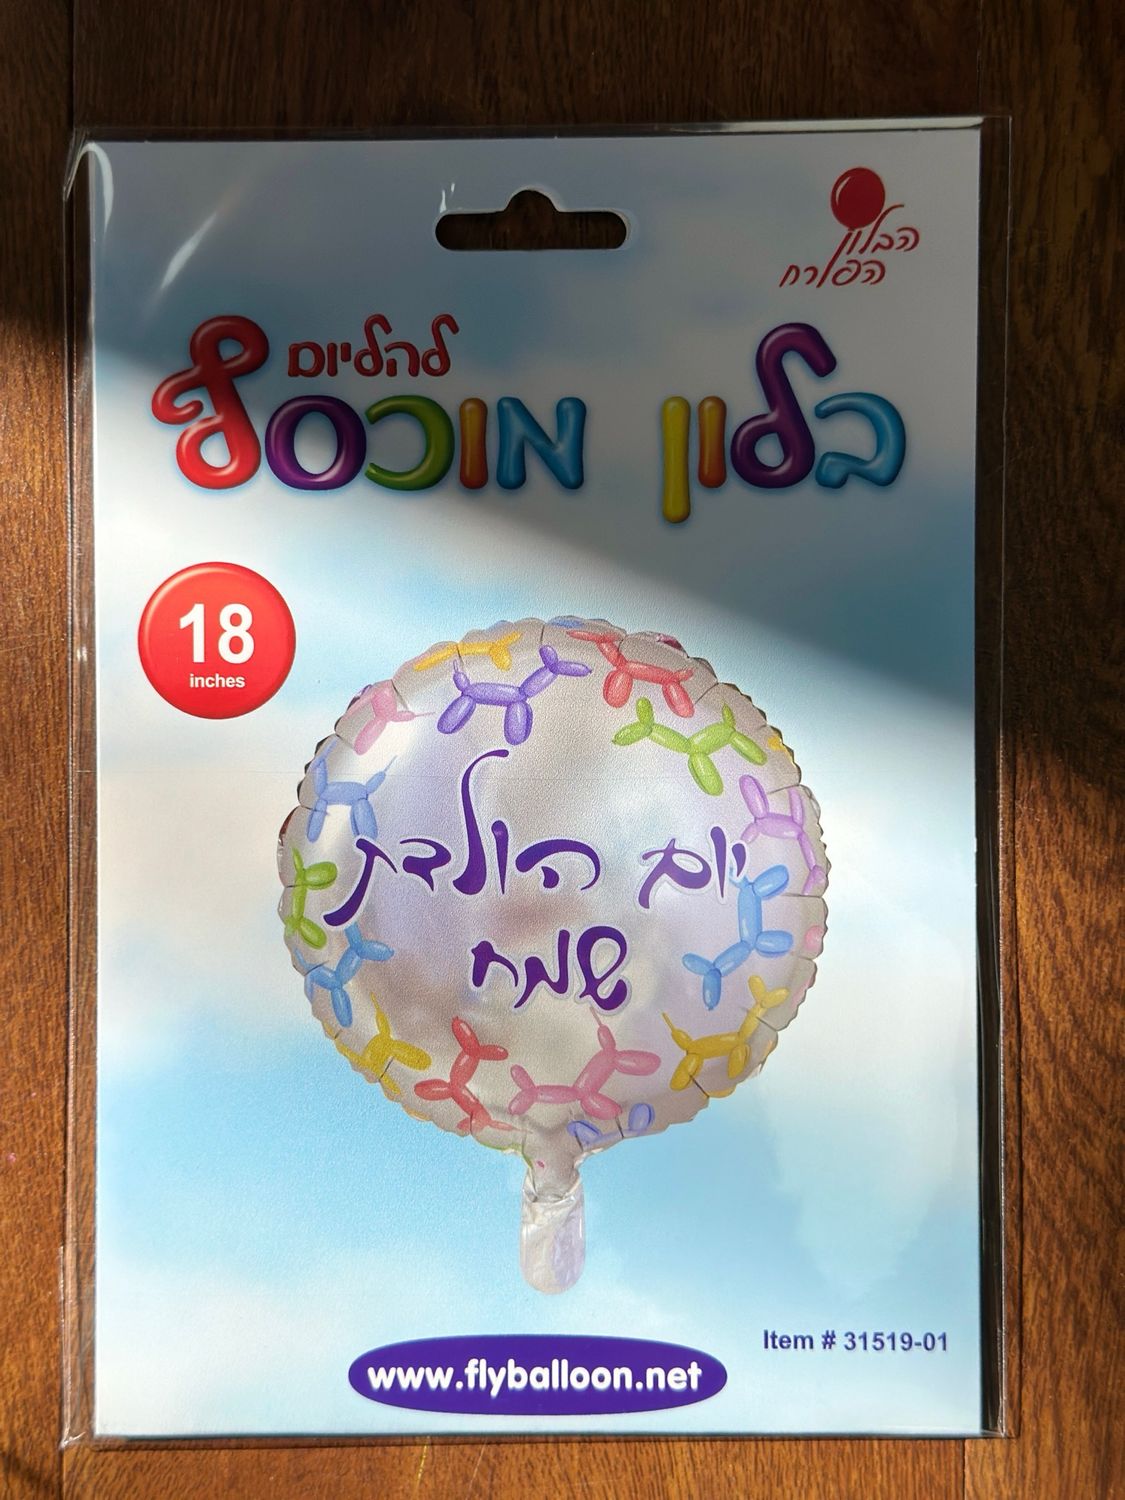 הבלון
הפורח
להליום
בלון מוכסף
18
inches
יום הולדת
שמח
Item # 31519-01
www.flyballoon.net